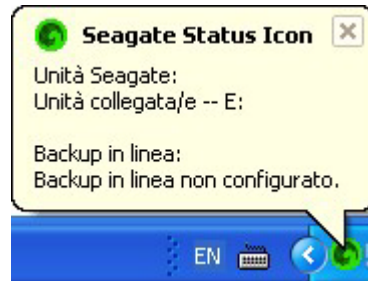 Seagate Status Icon
Unità Seagate:
Unità collegata/e -- E:
Backup in linea:
Backup in linea non configurato.
EN